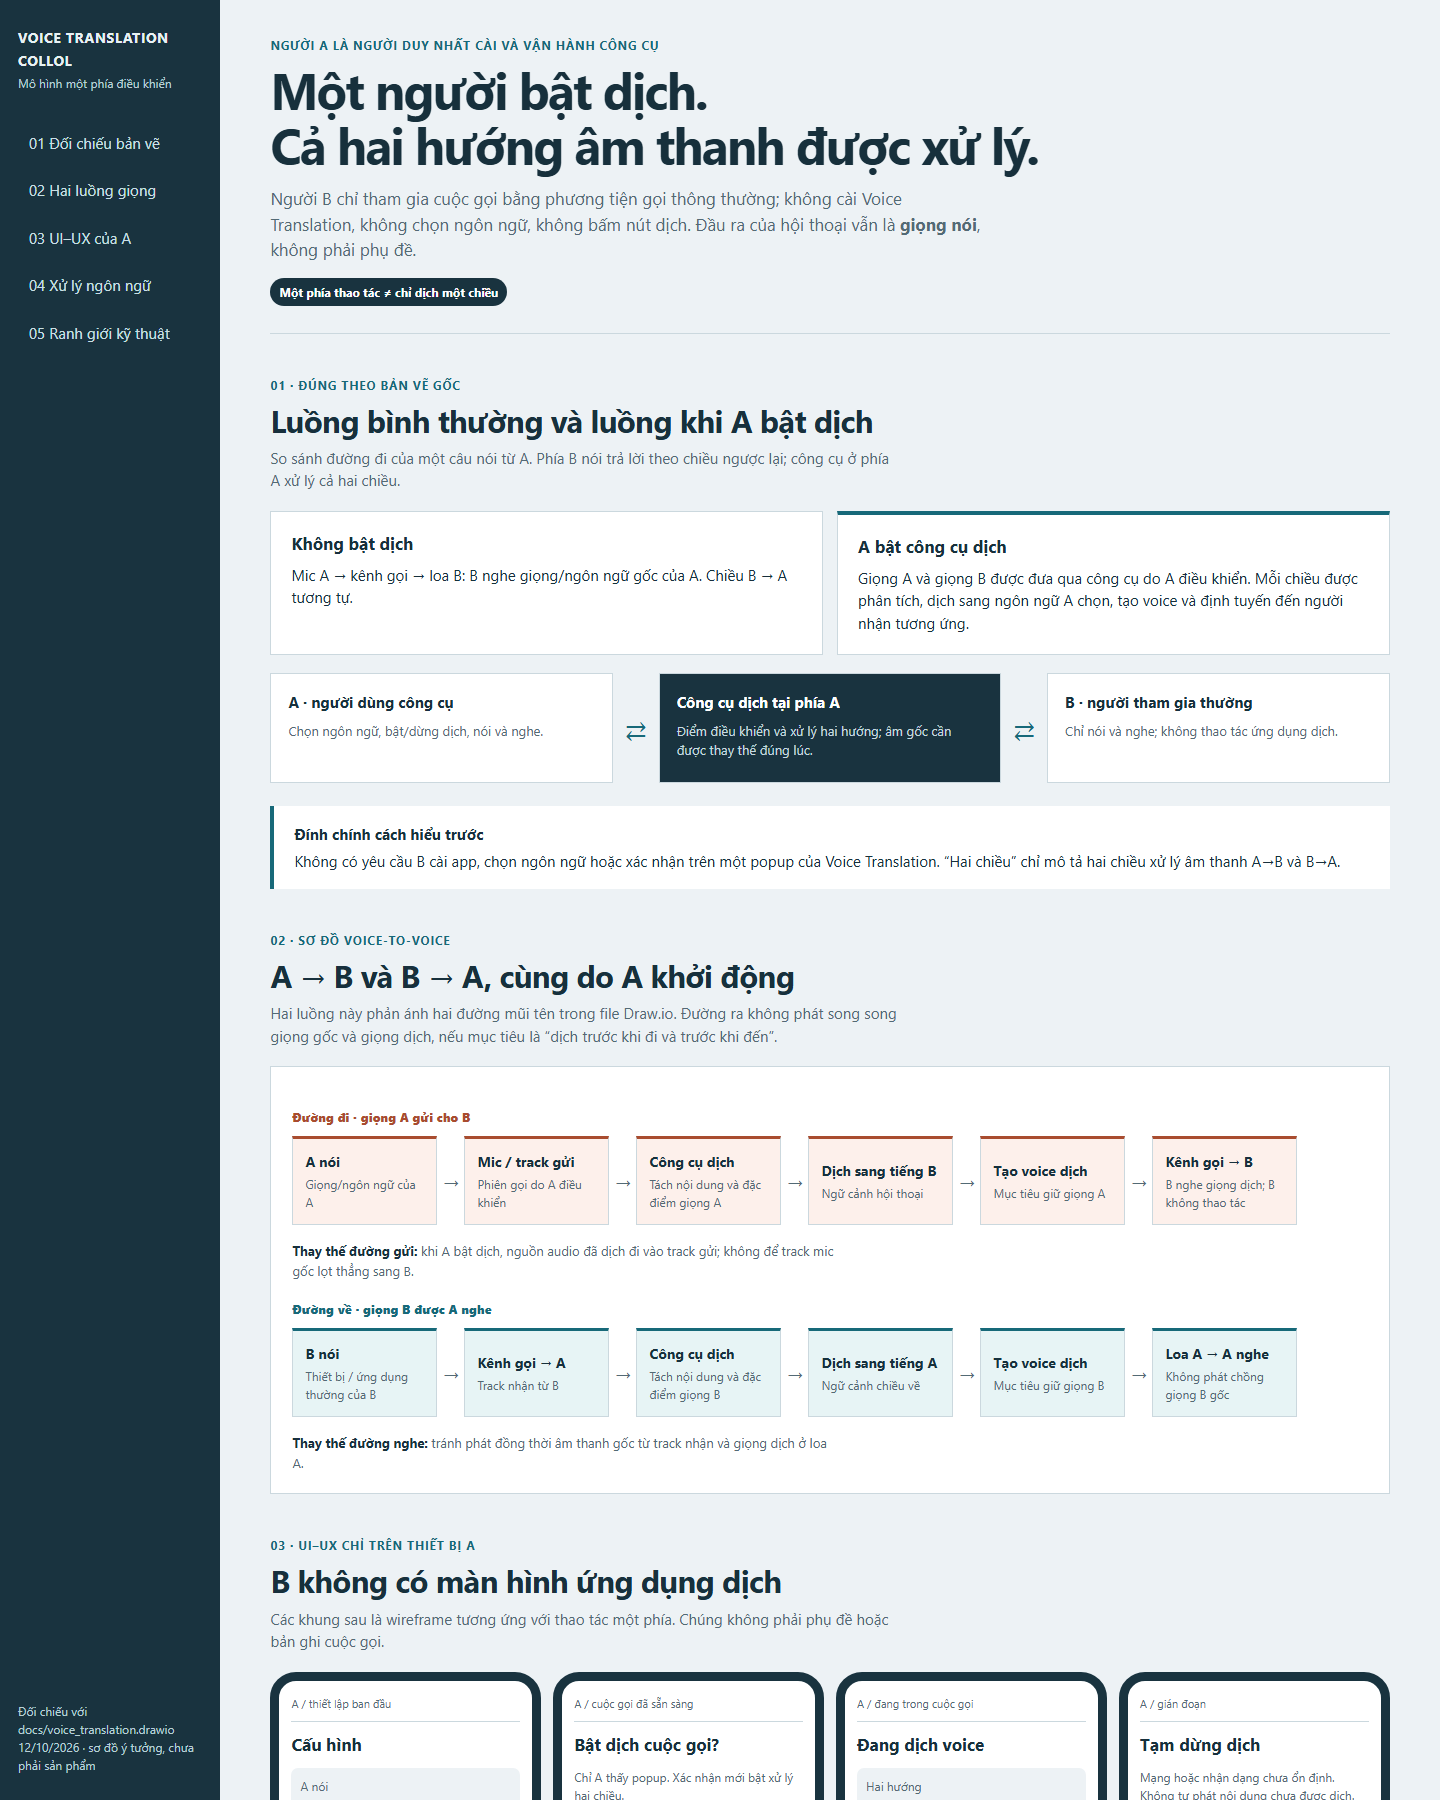 VOICE TRANSLATION
COLLOL
Mô hình một phía điều khiển
01 Đối chiếu bản vẽ
02 Hai luồng giọng
03 UI–UX của A
04 Xử lý ngôn ngữ
05 Ranh giới kỹ thuật
Đối chiếu với
docs/voice_translation.drawio
12/10/2026 · sơ đồ ý tưởng, chưa
phải sản phẩm
NGƯỜI A LÀ NGƯỜI DUY NHẤT CÀI VÀ VẬN HÀNH CÔNG CỤ
Một người bật dịch.
Cả hai hướng âm thanh được xử lý.
Người B chỉ tham gia cuộc gọi bằng phương tiện gọi thông thường; không cài Voice
Translation, không chọn ngôn ngữ, không bấm nút dịch. Đầu ra của hội thoại vẫn là giọng nói,
không phải phụ đề.
Một phía thao tác ≠ chỉ dịch một chiều
01 · ĐÚNG THEO BẢN VẼ GỐC
Luồng bình thường và luồng khi A bật dịch
So sánh đường đi của một câu nói từ A. Phía B nói trả lời theo chiều ngược lại; công cụ ở phía
A xử lý cả hai chiều.
Không bật dịch
Mic A → kênh gọi → loa B: B nghe giọng/ngôn ngữ gốc của A. Chiều B → A
tương tự.
A bật công cụ dịch
Giọng A và giọng B được đưa qua công cụ do A điều khiển. Mỗi chiều được
phân tích, dịch sang ngôn ngữ A chọn, tạo voice và định tuyến đến người
nhận tương ứng.
A · người dùng công cụ
Chọn ngôn ngữ, bật/dừng dịch, nói và nghe.
⇄
Công cụ dịch tại phía A
Điểm điều khiển và xử lý hai hướng; âm gốc cần
được thay thế đúng lúc.
⇄
B · người tham gia thường
Chỉ nói và nghe; không thao tác ứng dụng dịch.
Đính chính cách hiểu trước
Không có yêu cầu B cài app, chọn ngôn ngữ hoặc xác nhận trên một popup của Voice Translation. “Hai chiều” chỉ mô tả hai chiều xử lý âm thanh A→B và B→A.
02 · SƠ ĐỒ VOICE-TO-VOICE
A → B và B → A, cùng do A khởi động
Hai luồng này phản ánh hai đường mũi tên trong file Draw.io. Đường ra không phát song song
giọng gốc và giọng dịch, nếu mục tiêu là “dịch trước khi đi và trước khi đến”.
Đường đi · giọng A gửi cho B
A nói
Giọng/ngôn ngữ của
A
→
Mic / track gửi
Phiên gọi do A điều
khiển
→
Công cụ dịch
Tách nội dung và đặc
điểm giọng A
→
Dịch sang tiếng B
Ngữ cảnh hội thoại
→
Tạo voice dịch
Mục tiêu giữ giọng A
→
Kênh gọi → B
B nghe giọng dịch; B
không thao tác
Thay thế đường gửi: khi A bật dịch, nguồn audio đã dịch đi vào track gửi; không để track mic
gốc lọt thẳng sang B.
Đường về · giọng B được A nghe
B nói
Thiết bị / ứng dụng
thường của B
→
Kênh gọi → A
Track nhận từ B
→
Công cụ dịch
Tách nội dung và đặc
điểm giọng B
→
Dịch sang tiếng A
Ngữ cảnh chiều về
→
Tạo voice dịch
Mục tiêu giữ giọng B
→
Loa A → A nghe
Không phát chồng
giọng B gốc
Thay thế đường nghe: tránh phát đồng thời âm thanh gốc từ track nhận và giọng dịch ở loa
A.
03 · UI–UX CHỈ TRÊN THIẾT BỊ A
B không có màn hình ứng dụng dịch
Các khung sau là wireframe tương ứng với thao tác một phía. Chúng không phải phụ đề hoặc
bản ghi cuộc gọi.
A / thiết lập ban đầu
Cấu hình
A nói
A / cuộc gọi đã sẵn sàng
Bật dịch cuộc gọi?
Chỉ A thấy popup. Xác nhận mới bật xử lý
hai chiều.
A / đang trong cuộc gọi
Đang dịch voice
Hai hướng
A / gián đoạn
Tạm dừng dịch
Mạng hoặc nhận dạng chưa ổn định.
Không tự phát nội dung chưa được dịch.